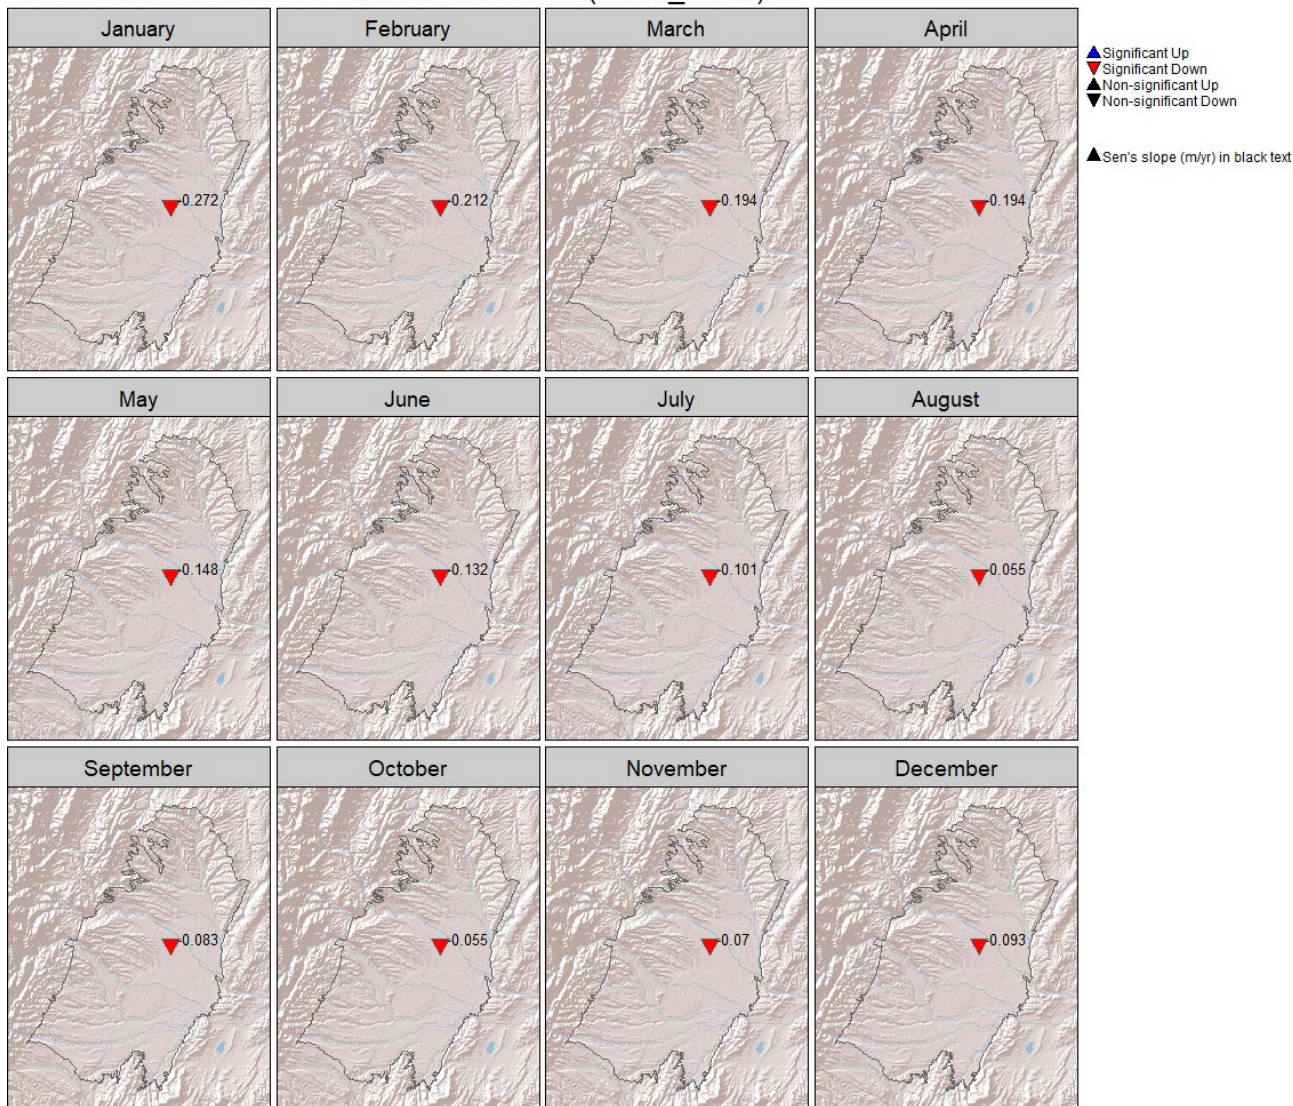 January
February
March
April
Significant Up
Significant Down
Non-significant Up
Non-significant Down
Sen's slope (m/yr) in black text
-0.272
-0.212
-0.194
-0.194
May
June
July
August
-0.148
-0.132
-0.101
-0.055
September
October
November
December
-0.083
-0.055
-0.07
-0.093